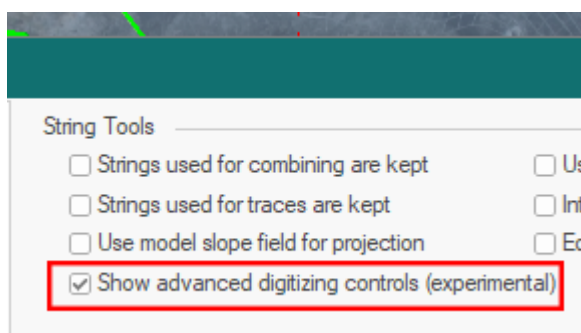 String Tools
Strings used for combining are kept
Strings used for traces are kept
Use model slope field for projection
Show advanced digitizing controls (experimental)